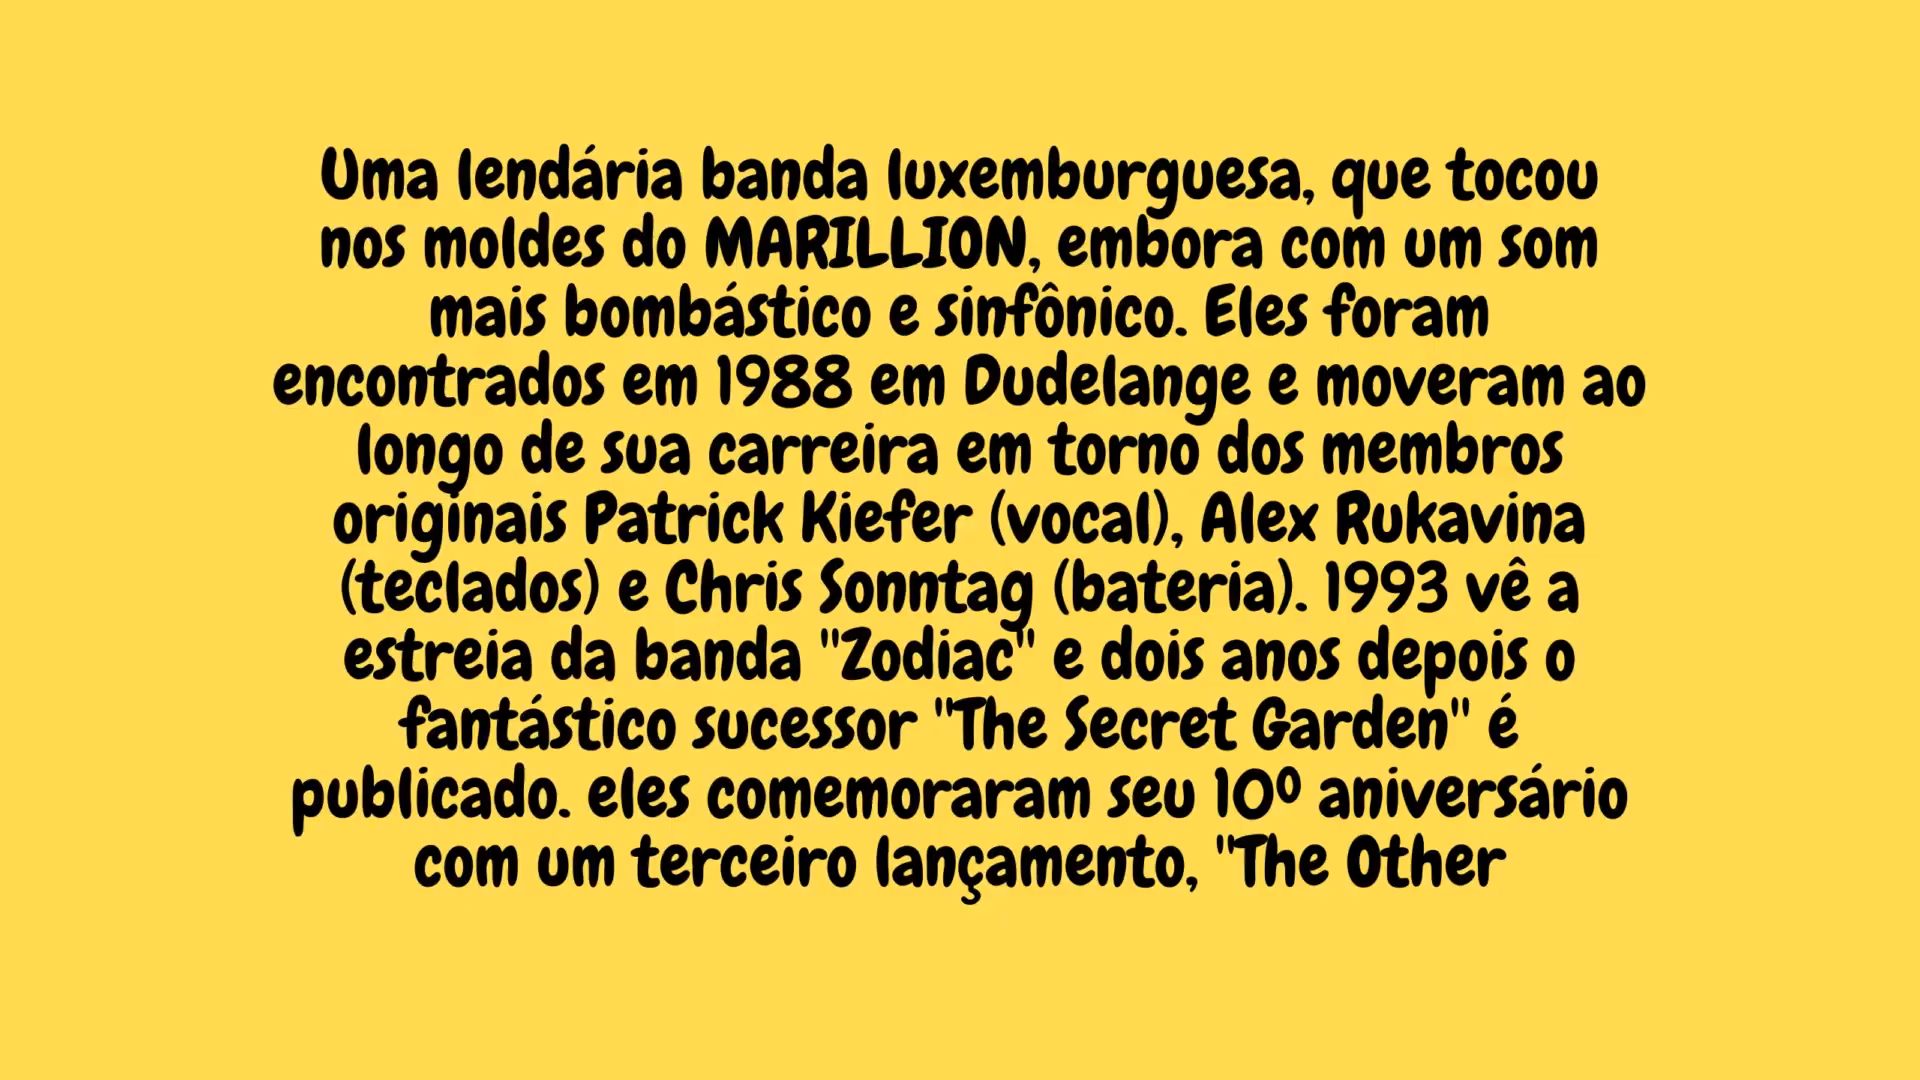 Uma lendária banda luxemburguesa, que tocou
nos moldes do MARILLION, embora com um som
mais bombástico e sinfônico. Eles foram
encontrados em 1988 em Dudelange e moveram ao
longo de sua carreira em torno dos membros
originais Patrick Kiefer (vocal), Alex Rukavina
(teclados) e Chris Sonntag (bateria). 1993 vê a
estreia da banda "Zodiac" e dois anos depois o
fantástico sucessor "The Secret Garden" é
publicado. eles comemoraram seu 10º aniversário
com um terceiro lançamento, "The Other